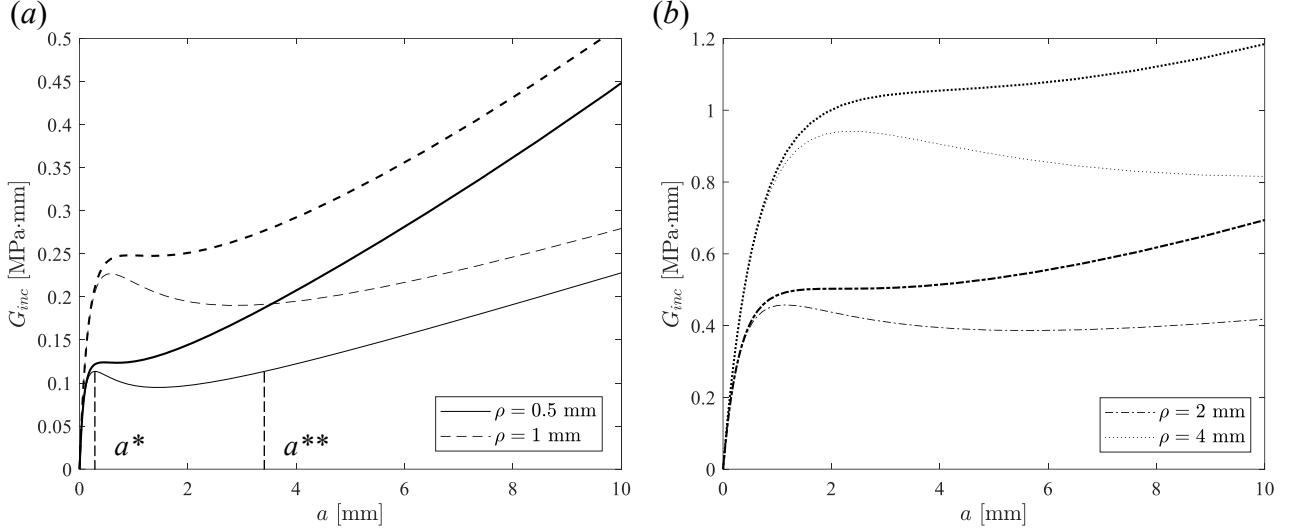 (a)
0.5
0.45
0.4
0.35
0.3
0.25
0.2
0.15
0.1
0.05
0
G_inc [MPa·mm]
0 2 4 6 8 10
a [mm]
a* a**
ρ = 0.5 mm
ρ = 1 mm
(b)
1.2
1
0.8
0.6
0.4
0.2
0
G_inc [MPa·mm]
0 2 4 6 8 10
a [mm]
ρ = 2 mm
ρ = 4 mm